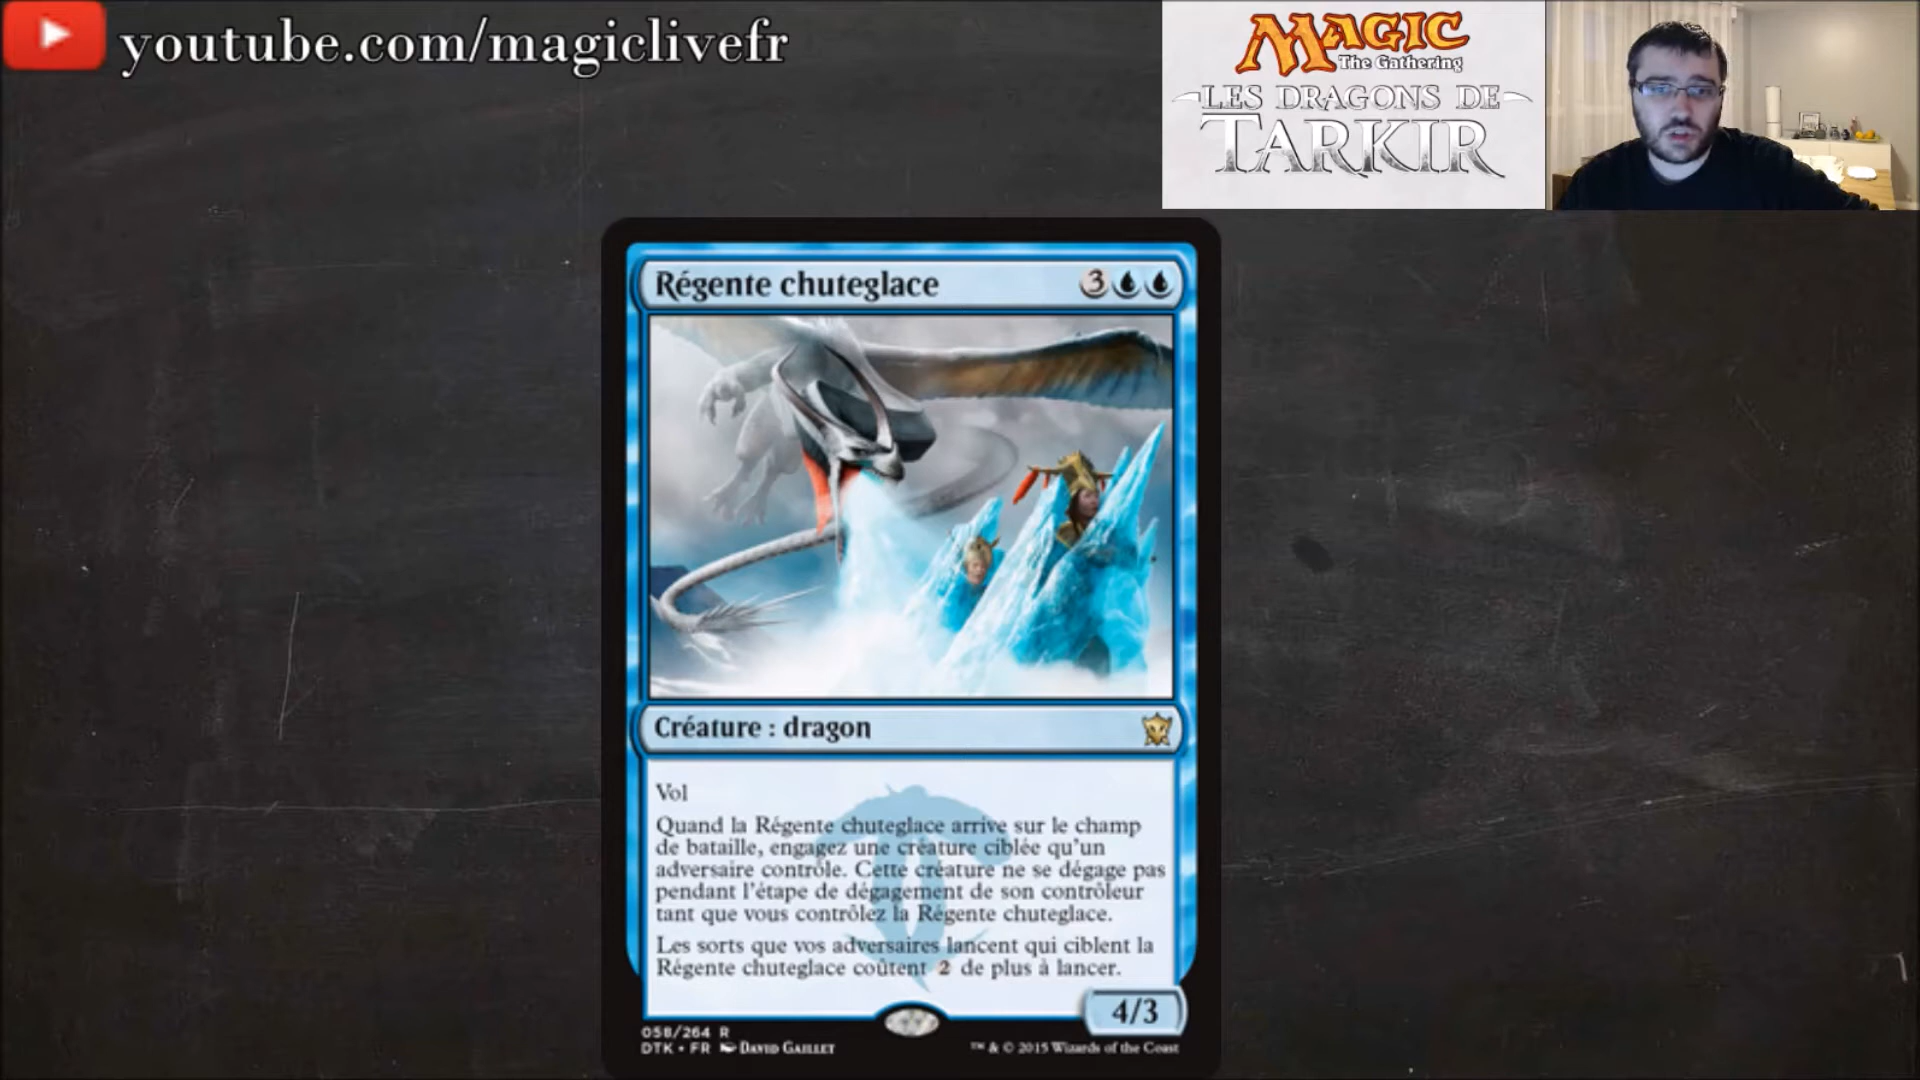 youtube.com/magiclivefr
MAGIC
The Gathering
LES DRAGONS DE
TARKIR
Régente chuteglace
3
Créature : dragon
Vol
Quand la Régente chuteglace arrive sur le champ
de bataille, engagez une créature ciblée qu'un
adversaire contrôle. Cette créature ne se dégage pas
pendant l'étape de dégagement de son contrôleur
tant que vous contrôlez la Régente chuteglace.
Les sorts que vos adversaires lancent qui ciblent la
Régente chuteglace coûtent 2 de plus à lancer.
4/3
058/264 R
DTK • FR DAVID GAILLET
™ & © 2015 Wizards of the Coast